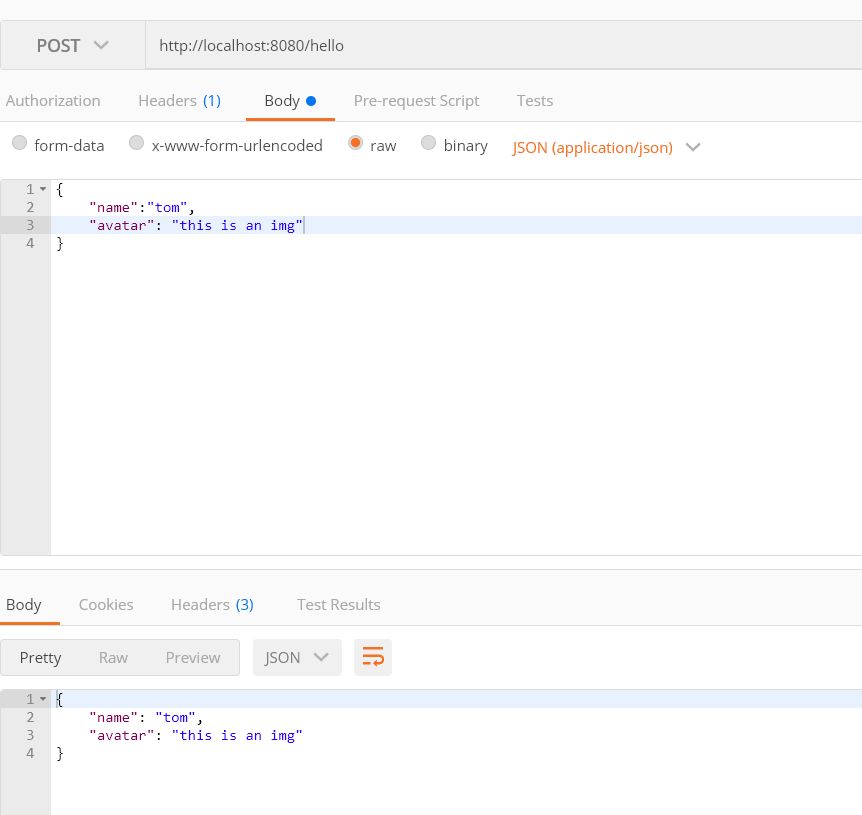 POST http://localhost:8080/hello
Authorization Headers (1) Body Pre-request Script Tests
form-data x-www-form-urlencoded raw binary JSON (application/json)
1 {
2 "name":"tom",
3 "avatar": "this is an img"
4 }
Body Cookies Headers (3) Test Results
Pretty Raw Preview JSON
1 {
2 "name": "tom",
3 "avatar": "this is an img"
4 }